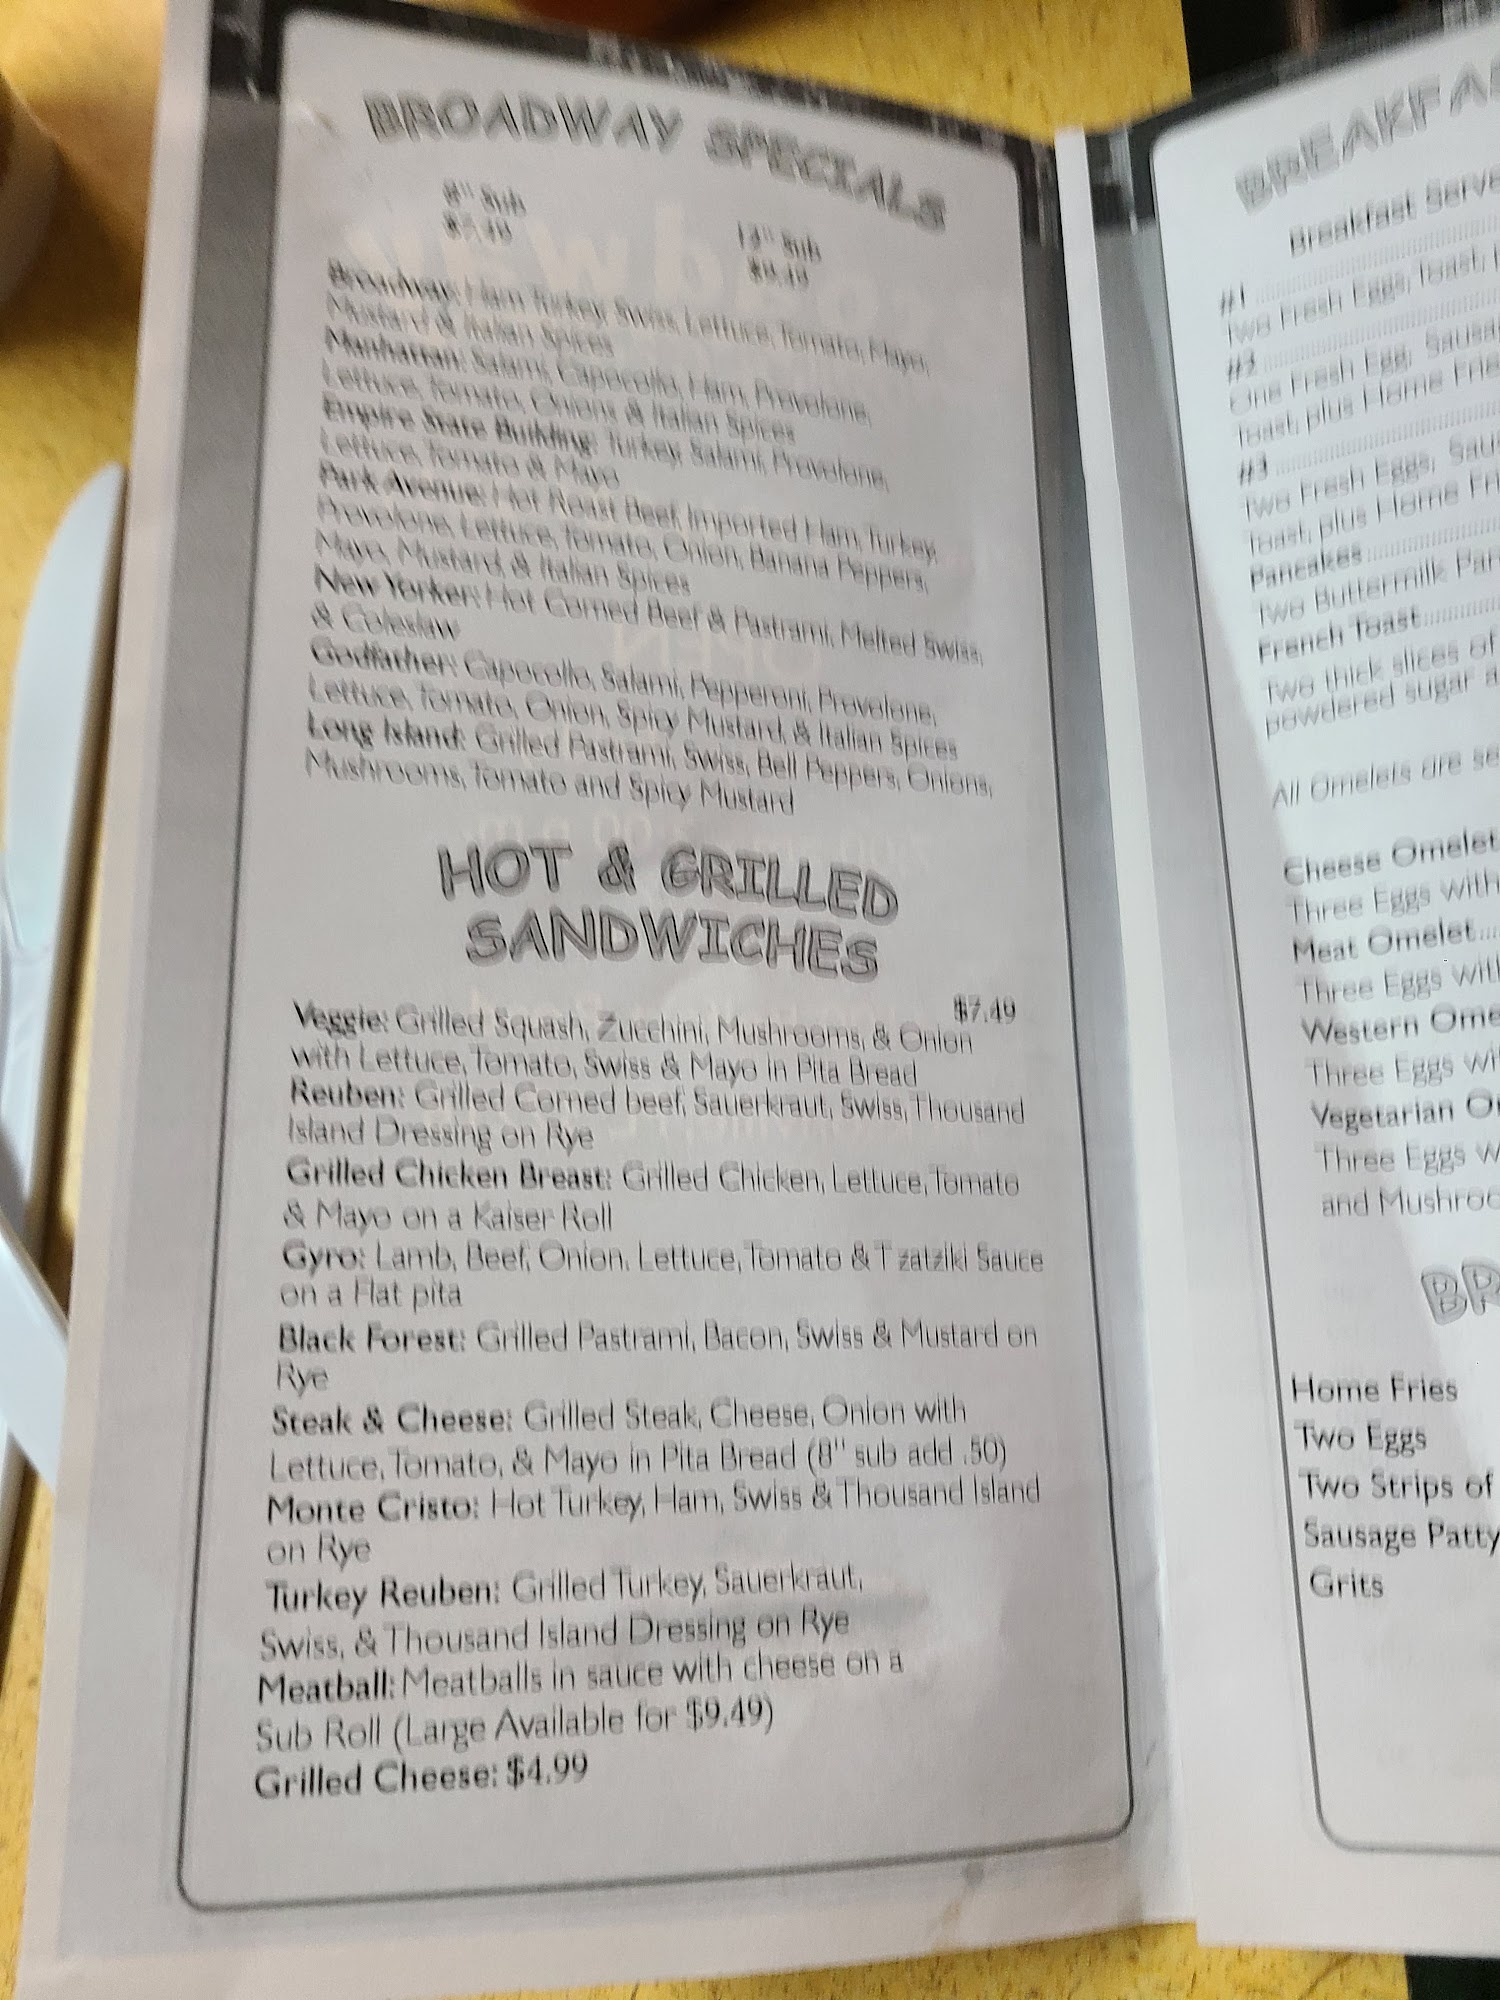 BROADWAY SPECIALS
8" Sub
$7.49
Sub
$9.49
Broadway: Ham Turkey, Swiss, Lettuce, Tomato, Mayo,
Mustard & Italian Spices
Manhattan: Salami, Capocollo, Ham, Provolone,
Lettuce, Tomato, Onions & Italian Spices
Empire State Building: Turkey, Salami, Provolone,
Lettuce, Tomato & Mayo
Park Avenue: Hot Roast Beef, Imported Ham, Turkey,
Provolone, Lettuce, Tomato, Onion, Banana Peppers,
Mayo, Mustard, & Italian Spices
New Yorker: Hot Corned Beef & Pastrami, Melted Swiss,
& Coleslaw
Godfather: Capocollo, Salami, Pepperoni, Provolone,
Lettuce, Tomato, Onion, Spicy Mustard, & Italian Spices
Long Island: Grilled Pastrami, Swiss, Bell Peppers, Onions,
Mushrooms, Tomato and Spicy Mustard
HOT & GRILLED
SANDWICHES
$7.49
Veggie: Grilled Squash, Zucchini, Mushrooms, & Onion
with Lettuce, Tomato, Swiss & Mayo in Pita Bread
Reuben: Grilled Corned beef, Sauerkraut, Swiss, Thousand
Island Dressing on Rye
Grilled Chicken Breast: Grilled Chicken, Lettuce, Tomato
& Mayo on a Kaiser Roll
Gyro: Lamb, Beef, Onion. Lettuce, Tomato & T zatziki Sauce
on a Flat pita
Black Forest: Grilled Pastrami, Bacon, Swiss & Mustard on
Rye
Steak & Cheese: Grilled Steak, Cheese, Onion with
Lettuce, Tomato, & Mayo in Pita Bread (8" sub add .50)
Monte Cristo: Hot Turkey, Ham, Swiss & Thousand Island
on Rye
Turkey Reuben: Grilled Turkey, Sauerkraut,
Swiss, & Thousand Island Dressing on Rye
Meatball: Meatballs in sauce with cheese on a
Sub Roll (Large Available for $9.49)
Grilled Cheese: $4.99
BREAKFA
Breakfast Serve
#1
Two Fresh Eggs, Toast,
#2
One Fresh Egg, Sausa
Toast, plus Home Frie
#3
Two Fresh Eggs, Saus
Toast, plus Home Fri
Pancakes
Two Buttermilk Pan
French Toast
Two thick slices of
powdered sugar a
All Omelets are se
Cheese Omelet
Three Eggs with
Meat Omelet
Three Eggs wit
Western Ome
Three Eggs wi
Vegetarian O
Three Eggs w
and Mushroo
BR
Home Fries
Two Eggs
Two Strips of
Sausage Patty
Grits